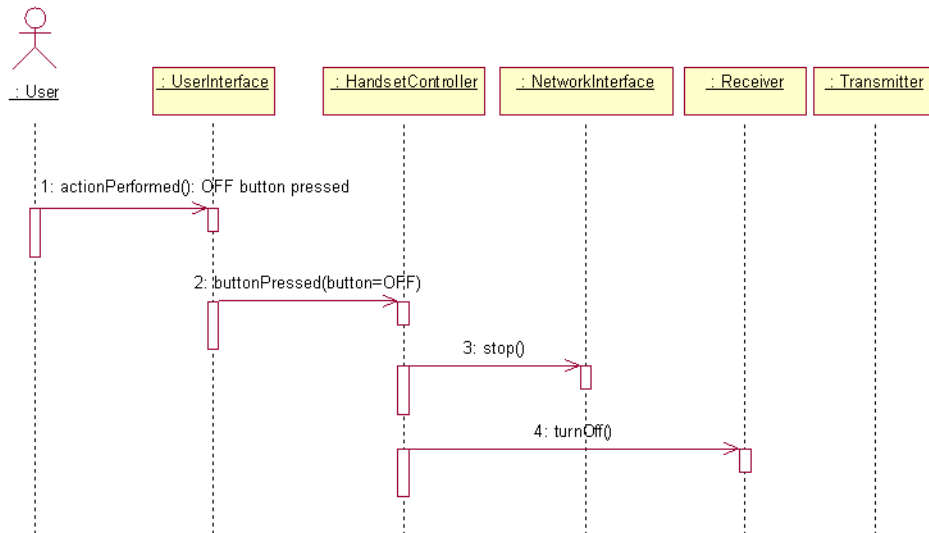 : User
: UserInterface
: HandsetController
: NetworkInterface
: Receiver
: Transmitter
1: actionPerformed(): OFF button pressed
2: buttonPressed(button=OFF)
3: stop()
4: turnOff()